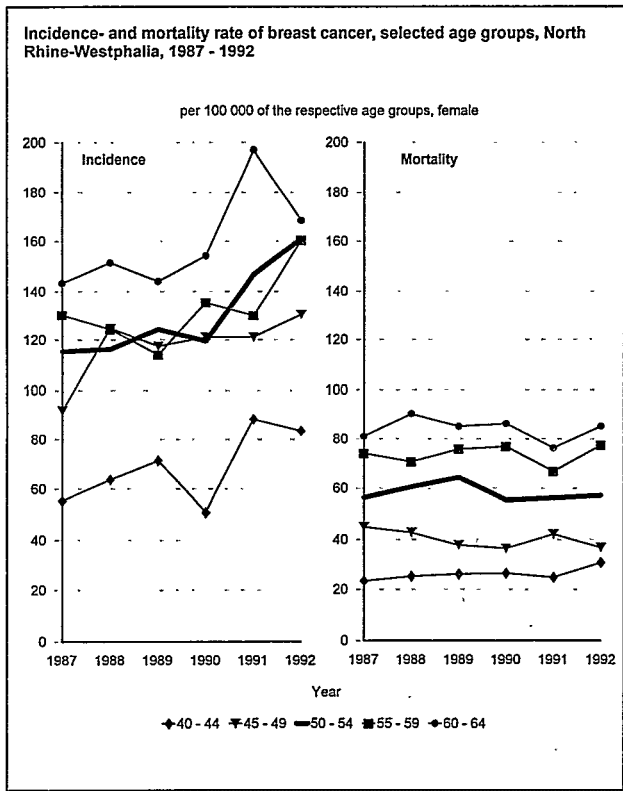 Incidence- and mortality rate of breast cancer, selected age groups, North
Rhine-Westphalia, 1987 - 1992
per 100 000 of the respective age groups, female
Incidence
200
180
160
140
120
100
80
60
40
20
0
1987 1988 1989 1990 1991 1992
Mortality
200
180
160
140
120
100
80
60
40
20
0
1987 1988 1989 1990 1991 1992
Year
40 - 44 45 - 49 50 - 54 55 - 59 60 - 64